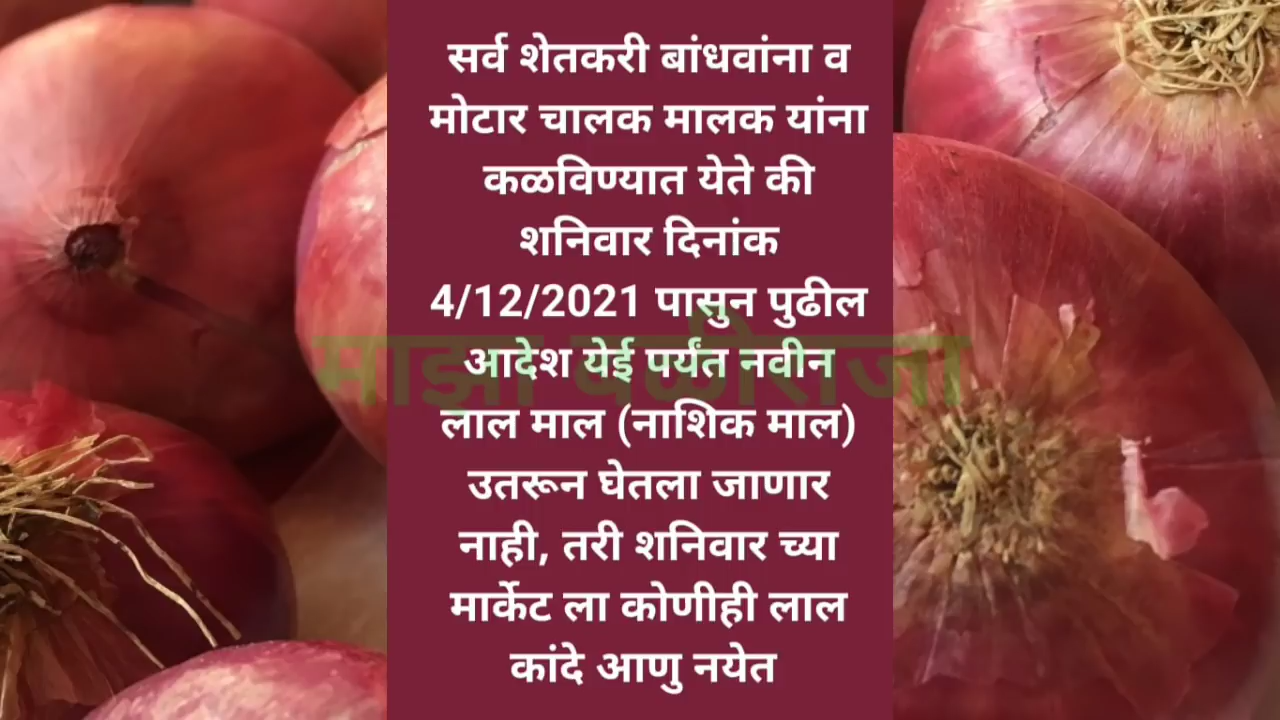 सर्व शेतकरी बांधवांना व
मोटार चालक मालक यांना
कळविण्यात येते की
शनिवार दिनांक
4/12/2021 पासुन पुढील
आदेश येई पर्यंत नवीन
लाल माल (नाशिक माल)
उतरून घेतला जाणार
नाही, तरी शनिवार च्या
मार्केट ला कोणीही लाल
कांदे आणु नयेत
माझा बळीराजा